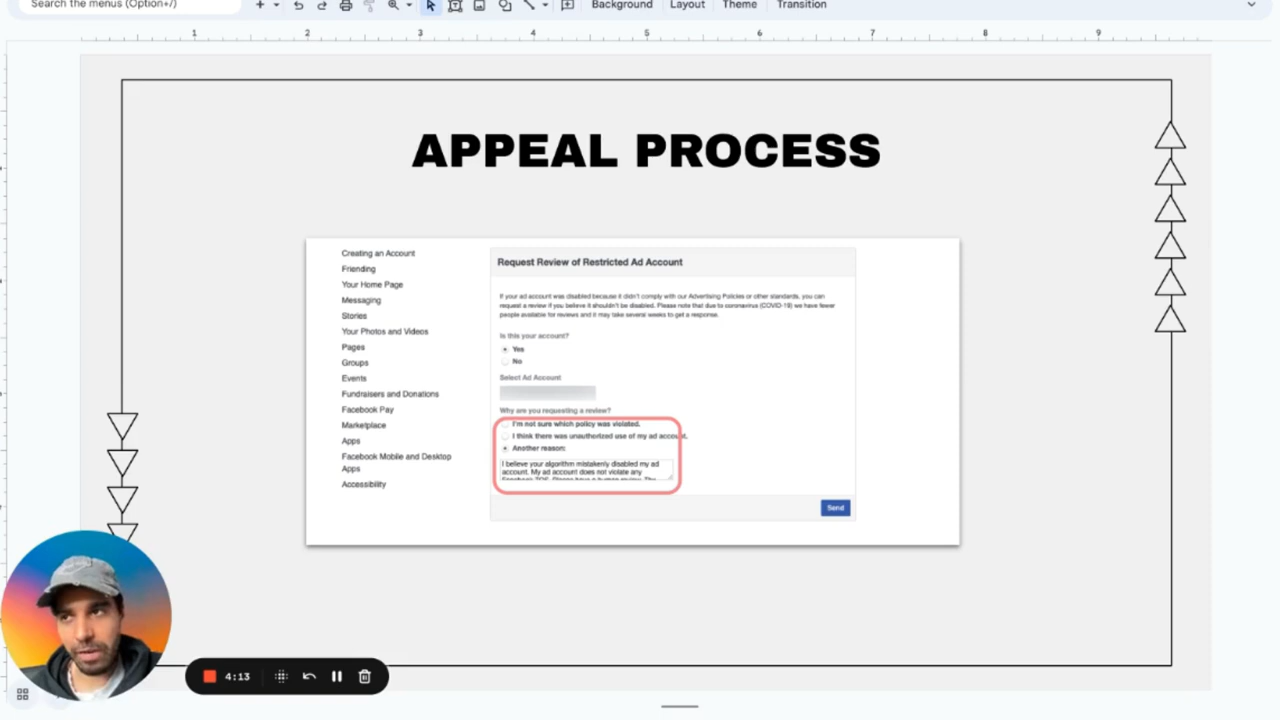 Search the menus (Option+/)
Background Layout Theme Transition
1 2 3 4 5 6 7 8 9
APPEAL PROCESS
Creating an Account
Friending
Your Home Page
Messaging
Stories
Your Photos and Videos
Pages
Groups
Events
Fundraisers and Donations
Facebook Pay
Marketplace
Apps
Facebook Mobile and Desktop
Apps
Accessibility
Request Review of Restricted Ad Account
If your ad account was disabled because it didn't comply with our Advertising Policies or other standards, you can
request a review if you believe it shouldn't be disabled. Please note that due to coronavirus (COVID-19) we have fewer
people available for reviews and it may take several weeks to get a response.
Is this your account?
Yes
No
Select Ad Account
Why are you requesting a review?
I'm not sure which policy was violated.
I think there was unauthorized use of my ad account.
Another reason:
I believe your algorithm mistakenly disabled my ad
account. My ad account does not violate any
Facebook TOS. Please have a human review. The
Send
4:13